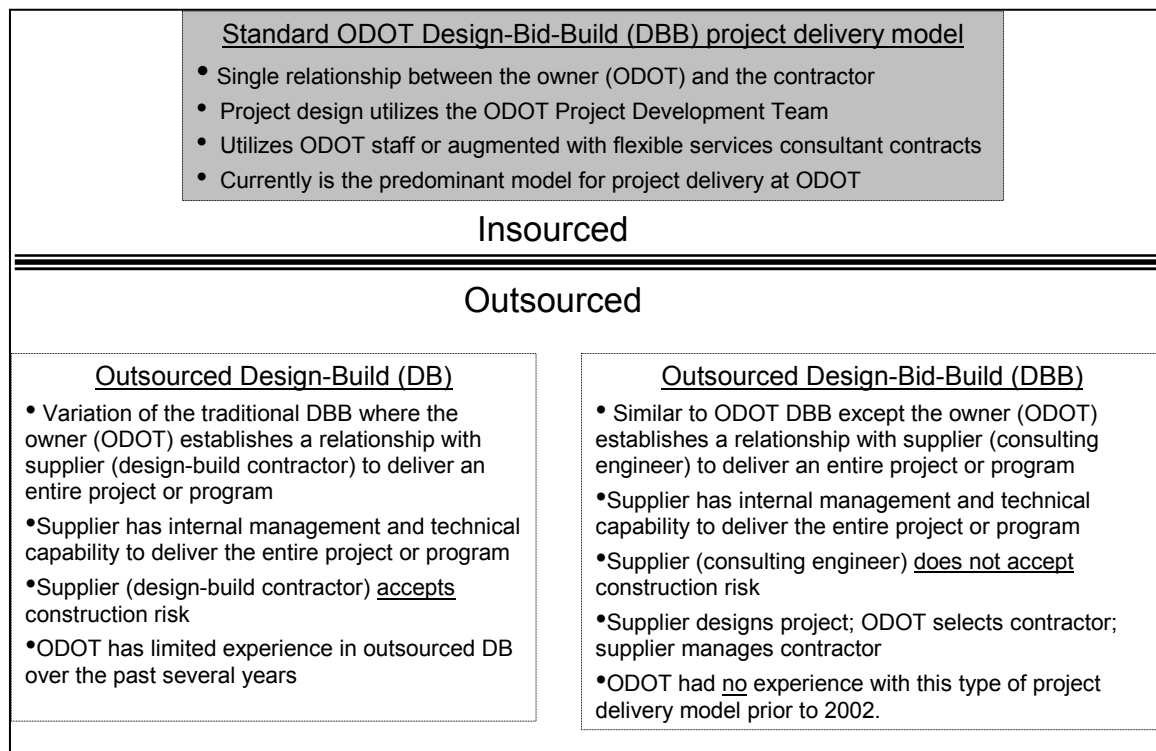 Standard ODOT Design-Bid-Build (DBB) project delivery model
• Single relationship between the owner (ODOT) and the contractor
• Project design utilizes the ODOT Project Development Team
• Utilizes ODOT staff or augmented with flexible services consultant contracts
• Currently is the predominant model for project delivery at ODOT
Insourced
Outsourced
Outsourced Design-Build (DB)
• Variation of the traditional DBB where the
owner (ODOT) establishes a relationship with
supplier (design-build contractor) to deliver an
entire project or program
•Supplier has internal management and technical
capability to deliver the entire project or program
•Supplier (design-build contractor) accepts
construction risk
•ODOT has limited experience in outsourced DB
over the past several years
Outsourced Design-Bid-Build (DBB)
• Similar to ODOT DBB except the owner (ODOT)
establishes a relationship with supplier (consulting
engineer) to deliver an entire project or program
•Supplier has internal management and technical
capability to deliver the entire project or program
•Supplier (consulting engineer) does not accept
construction risk
•Supplier designs project; ODOT selects contractor;
supplier manages contractor
•ODOT had no experience with this type of project
delivery model prior to 2002.